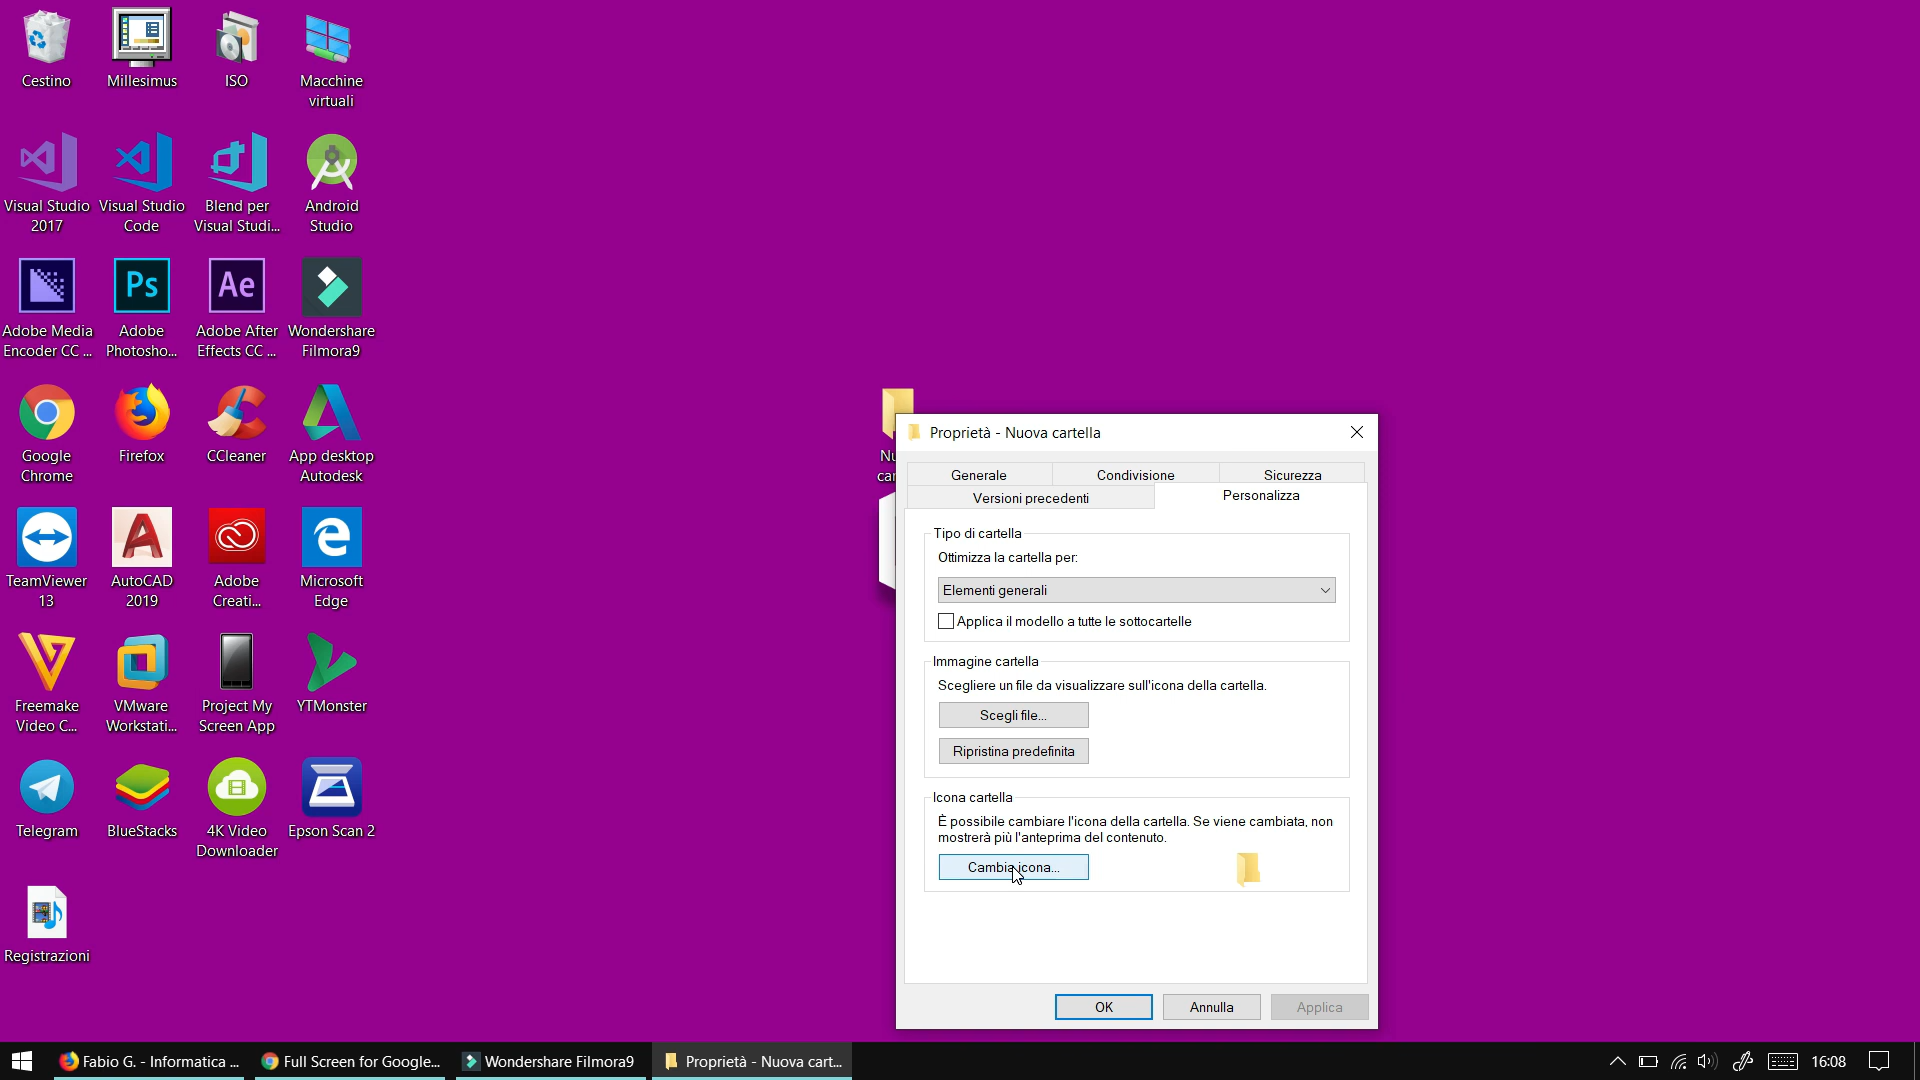 Cestino
Millesimus
ISO
Macchine
virtuali
Visual Studio
2017
Visual Studio
Code
Blend per
Visual Studi...
Android
Studio
Adobe Media
Encoder CC ...
Ps
Adobe
Photosho...
Ae
Adobe After
Effects CC ...
Wondershare
Filmora9
Google
Chrome
Firefox
CCleaner
App desktop
Autodesk
TeamViewer
13
AutoCAD
2019
Adobe
Creati...
Microsoft
Edge
Freemake
Video C...
VMware
Workstati...
Project My
Screen App
YTMonster
Telegram
BlueStacks
4K Video
Downloader
Epson Scan 2
Registrazioni
Nu
car
Proprietà - Nuova cartella
Generale
Condivisione
Sicurezza
Versioni precedenti
Personalizza
Tipo di cartella
Ottimizza la cartella per:
Elementi generali
Applica il modello a tutte le sottocartelle
Immagine cartella
Scegliere un file da visualizzare sull'icona della cartella.
Scegli file...
Ripristina predefinita
Icona cartella
È possibile cambiare l'icona della cartella. Se viene cambiata, non
mostrerà più l'anteprima del contenuto.
Cambia icona...
OK
Annulla
Applica
Fabio G. - Informatica ...
Full Screen for Google...
Wondershare Filmora9
Proprietà - Nuova cart...
16:08